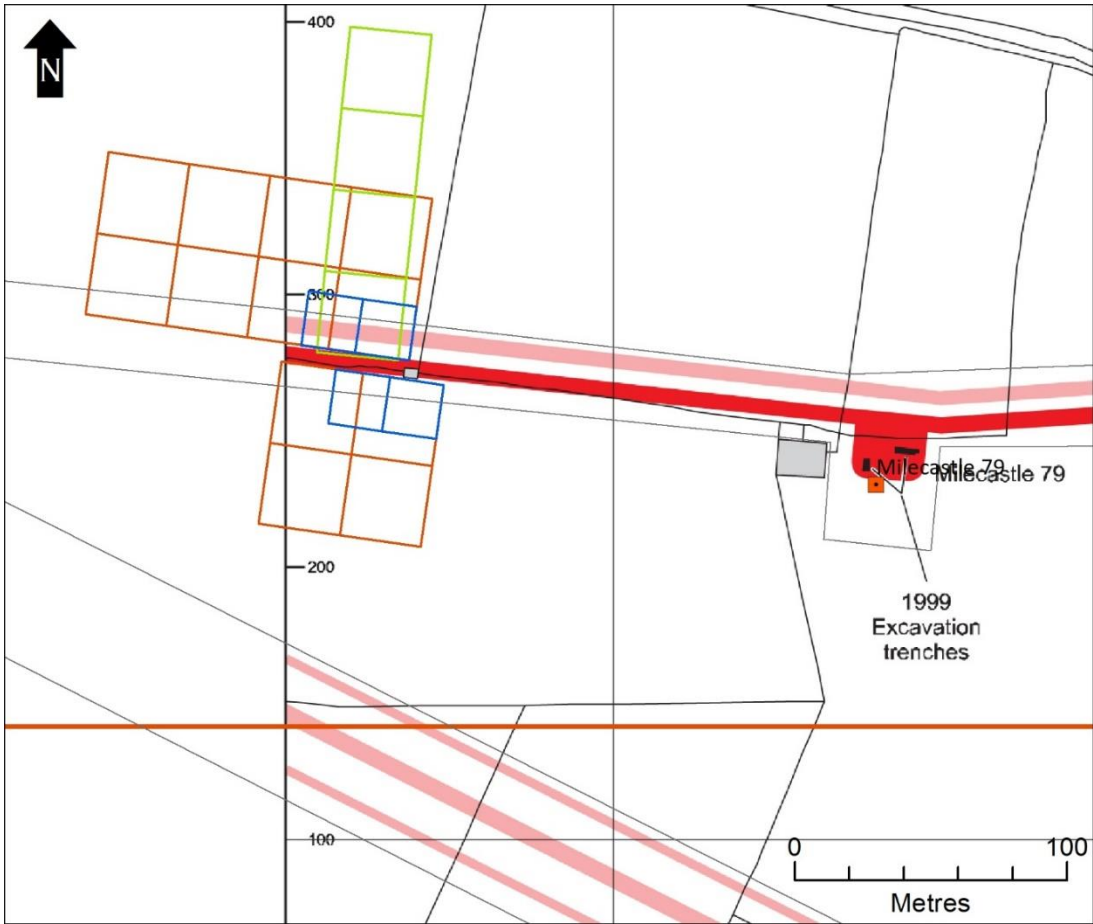 400
N
300
Milecastle 79
Milecastle 79
200
1999
Excavation
trenches
100
0 100
Metres